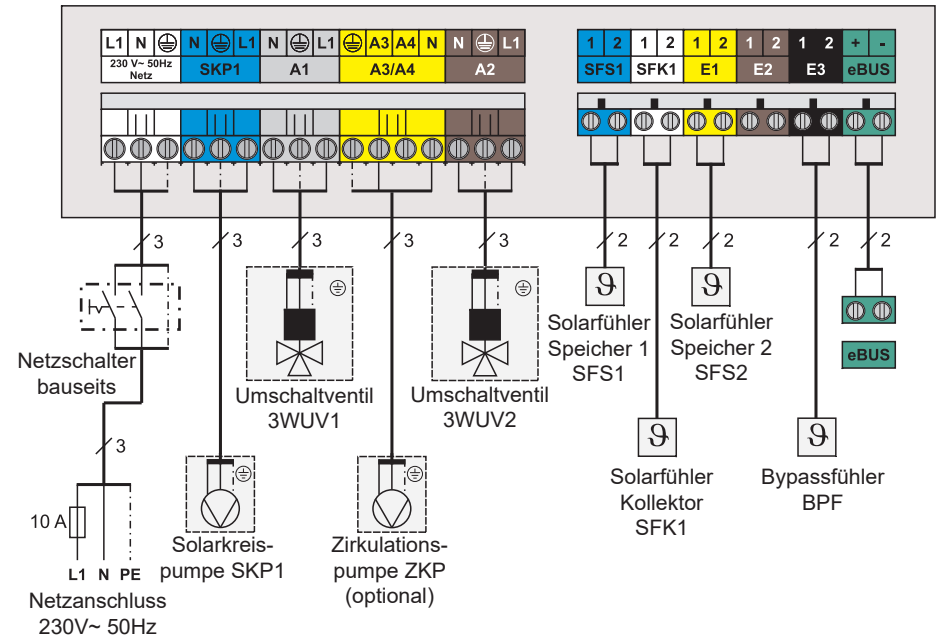 L1 N N L1 N L1 A3 A4 N N L1
230 V~ 50Hz
Netz
SKP1 A1 A3/A4 A2
1 2 1 2 1 2 1 2 1 2 + -
SFS1 SFK1 E1 E2 E3 eBUS
3 3 3 3 3 2 2 2 2 2
Netzschalter
bauseits
3
10 A
L1 N PE
Netzanschluss
230V~ 50Hz
Solarkreis-
pumpe SKP1
Umschaltventil
3WUV1
Zirkulations-
pumpe ZKP
(optional)
Umschaltventil
3WUV2
ϑ
Solarfühler
Speicher 1
SFS1
ϑ
Solarfühler
Speicher 2
SFS2
ϑ
Solarfühler
Kollektor
SFK1
ϑ
Bypassfühler
BPF
eBUS